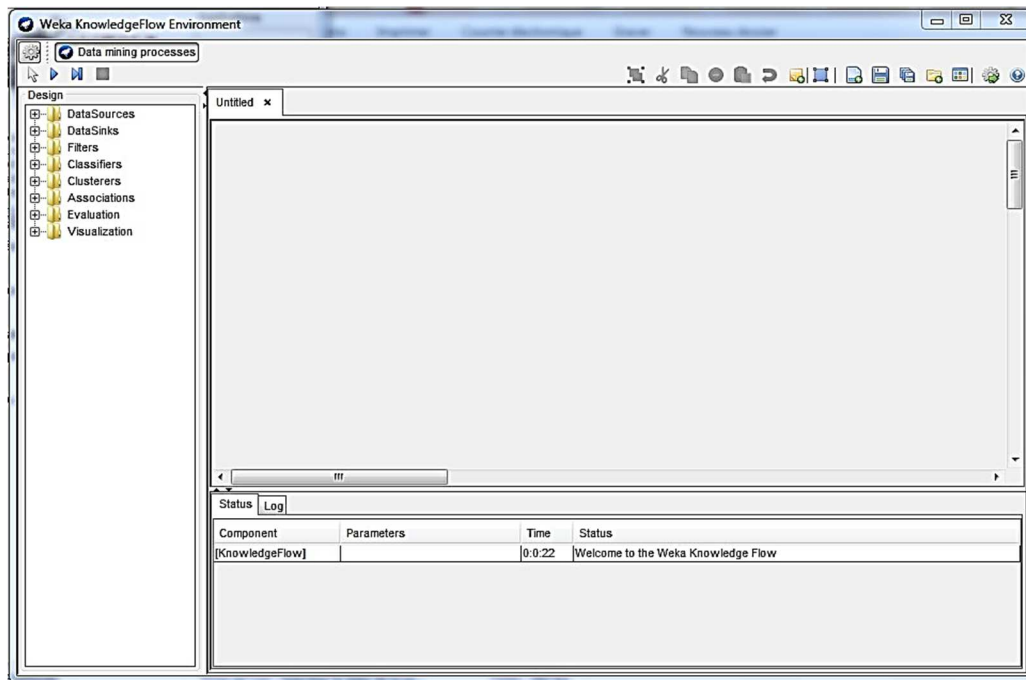 Weka KnowledgeFlow Environment
Data mining processes
Design
DataSources
DataSinks
Filters
Classifiers
Clusterers
Associations
Evaluation
Visualization
Untitled
Status Log
Component Parameters Time Status
[KnowledgeFlow] 0:0:22 Welcome to the Weka Knowledge Flow